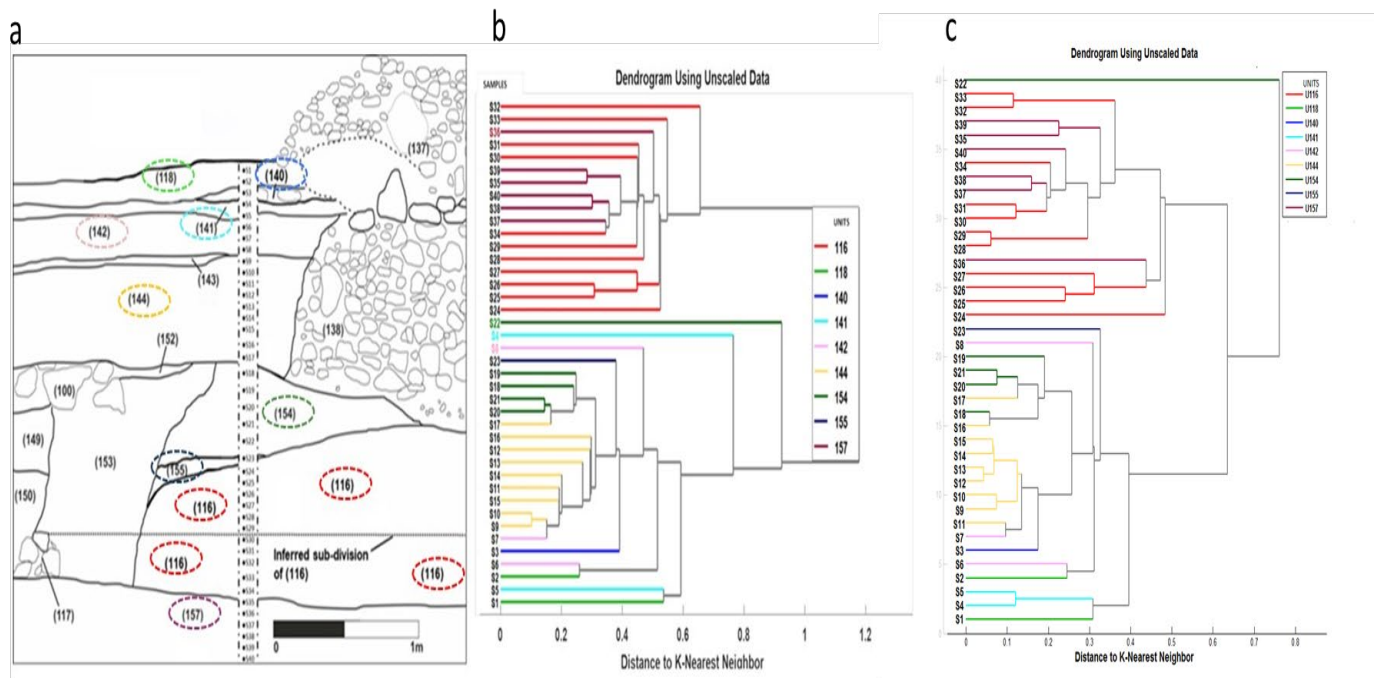 a
(118)
(140)
(137)
(142)
(141)
(143)
(144)
(138)
(152)
(100)
(154)
(149)
(153)
(155)
(116)
(150)
(116)
Inferred sub-division
of (116)
(116)
(116)
(117)
(157)
0
1m
b
Dendrogram Using Unscaled Data
SAMPLES
S32
S33
S36
S31
S30
S39
S35
S40
S38
S37
S34
S29
S28
S27
S26
S25
S24
S22
S4
S23
S19
S18
S21
S20
S17
S16
S12
S13
S14
S11
S15
S10
S9
S7
S3
S6
S2
S5
S1
UNITS
116
118
140
141
142
144
154
155
157
0
0.2
0.4
0.6
0.8
1
1.2
Distance to K-Nearest Neighbor
c
Dendrogram Using Unscaled Data
S22
S33
S32
S39
S35
S40
S34
S38
S37
S31
S30
S29
S28
S36
S27
S26
S25
S24
S23
S8
S19
S21
S20
S17
S18
S16
S15
S14
S13
S12
S10
S9
S11
S7
S3
S6
S2
S5
S4
S1
UNITS
U116
U118
U140
U141
U142
U144
U154
U155
U157
0
0.1
0.2
0.3
0.4
0.5
0.6
0.7
0.8
Distance to K-Nearest Neighbor